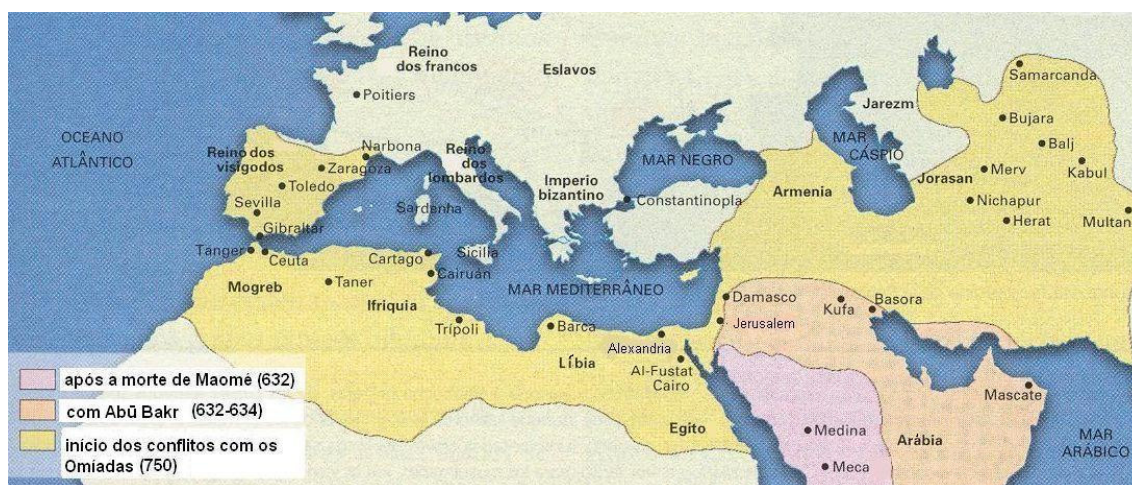 Reino
dos francos
Eslavos
Poitiers
OCEANO
ATLÂNTICO
Reino dos
visigodos
Narbona
Zaragoza
Toledo
Sevilla
Gibraltar
Tanger
Ceuta
Reino
dos
lombardos
Sardenha
Sicília
Imperio
bizantino
MAR NEGRO
Constantinopla
MAR
CÁSPIO
Jarezm
Samarcanda
Bujara
Balj
Merv
Kabul
Jorasan
Nichapur
Herat
Multan
Armenia
Cartago
Cairuán
Mogreb
Taner
Ifriquia
Trípoli
MAR MEDITERRÂNEO
Barca
Líbia
Alexandria
Al-Fustat
Cairo
Egito
Damasco
Jerusalem
Kufa
Basora
Medina
Meca
Arábia
Mascate
MAR
ARÁBICO
após a morte de Maomé (632)
com Abū Bakr (632-634)
início dos conflitos com os
Omíadas (750)